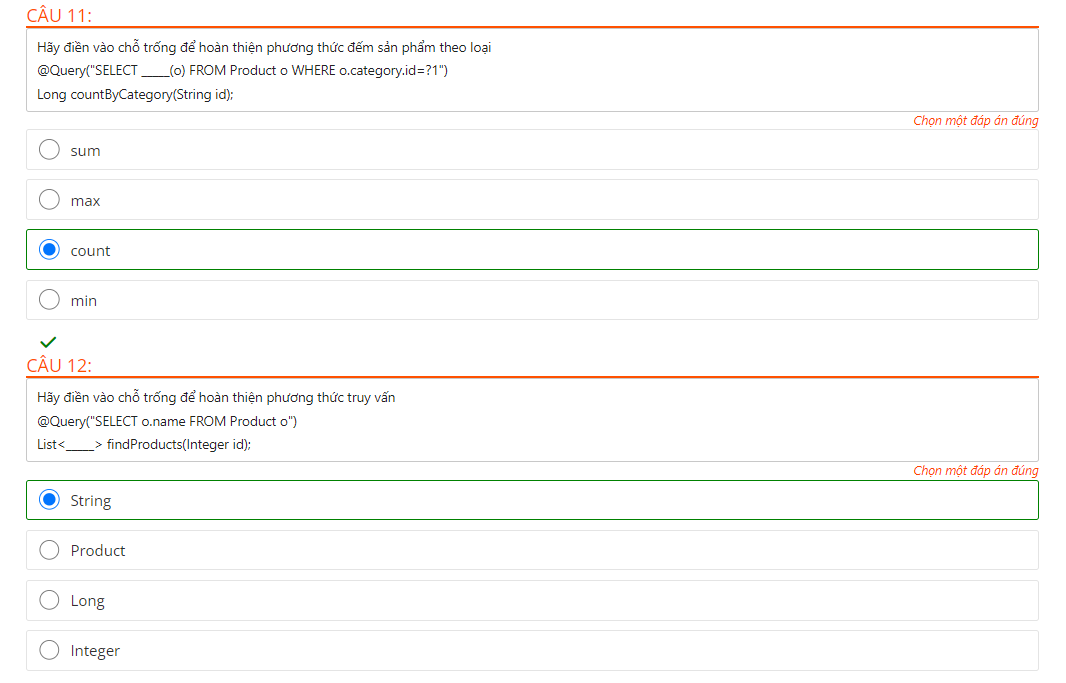 CÂU 11:
Hãy điền vào chỗ trống để hoàn thiện phương thức đếm sản phẩm theo loại
@Query("SELECT _____(o) FROM Product o WHERE o.category.id=?1")
Long countByCategory(String id);
Chọn một đáp án đúng
sum
max
count
min
CÂU 12:
Hãy điền vào chỗ trống để hoàn thiện phương thức truy vấn
@Query("SELECT o.name FROM Product o")
List<_____> findProducts(Integer id);
Chọn một đáp án đúng
String
Product
Long
Integer